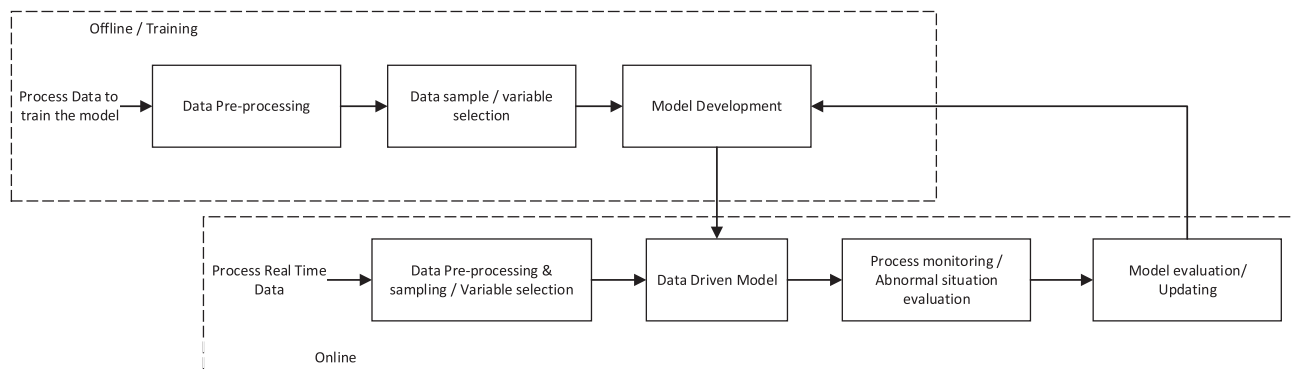 Offline / Training
Process Data to
train the model
Data Pre-processing
Data sample / variable
selection
Model Development
Process Real Time
Data
Data Pre-processing &
sampling / Variable selection
Data Driven Model
Process monitoring /
Abnormal situation
evaluation
Model evaluation/
Updating
Online